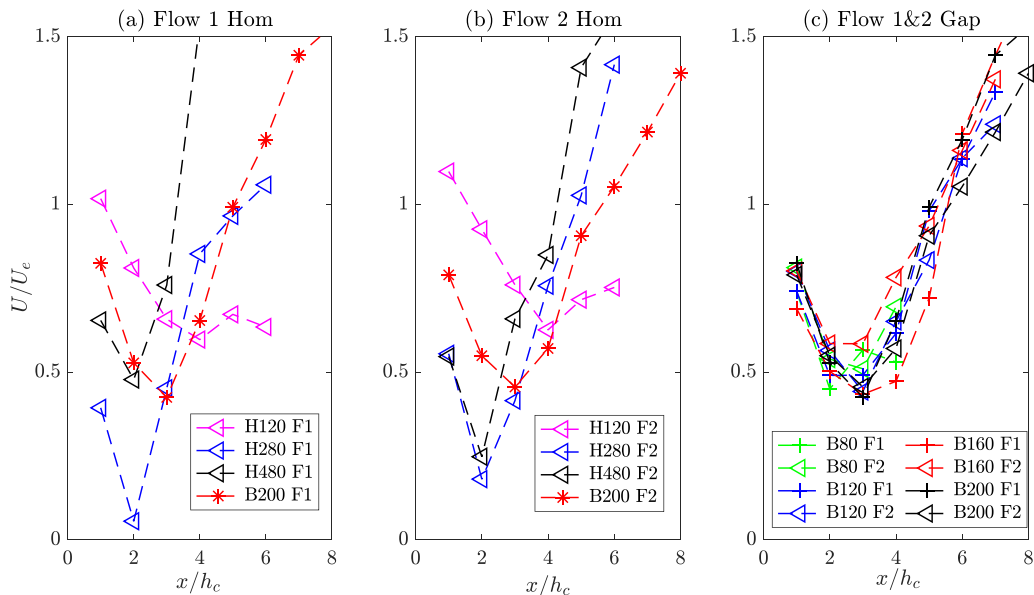 (a) Flow 1 Hom
(b) Flow 2 Hom
(c) Flow 1&2 Gap
1.5
1
0.5
0
U/U_e
0 2 4 6 8
x/h_c
H120 F1
H280 F1
H480 F1
B200 F1
1.5
1
0.5
0
0 2 4 6 8
x/h_c
H120 F2
H280 F2
H480 F2
B200 F2
1.5
1
0.5
0
0 2 4 6 8
x/h_c
B80 F1 B160 F1
B80 F2 B160 F2
B120 F1 B200 F1
B120 F2 B200 F2